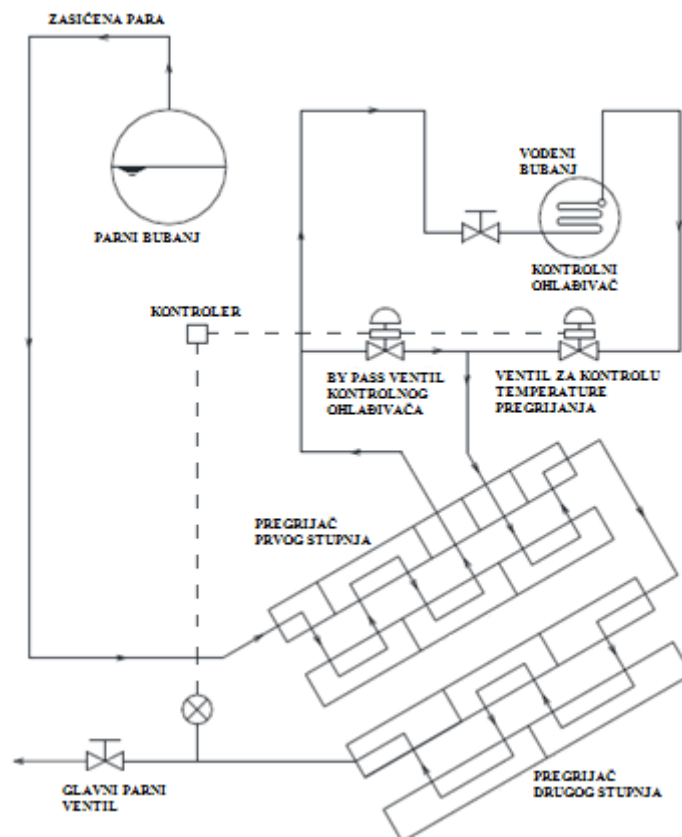 ZASIĆENA PARA
PARNI BUBANJ
VODENI
BUBANJ
KONTROLNI
OHLAĐIVAČ
KONTROLER
BY PASS VENTIL
KONTROLNOG
OHLAĐIVAČA
VENTIL ZA KONTROLU
TEMPERATURE
PREGRIJANJA
PREGRIJAČ
PRVOG STUPNJA
GLAVNI PARNI
VENTIL
PREGRIJAČ
DRUGOG STUPNJA